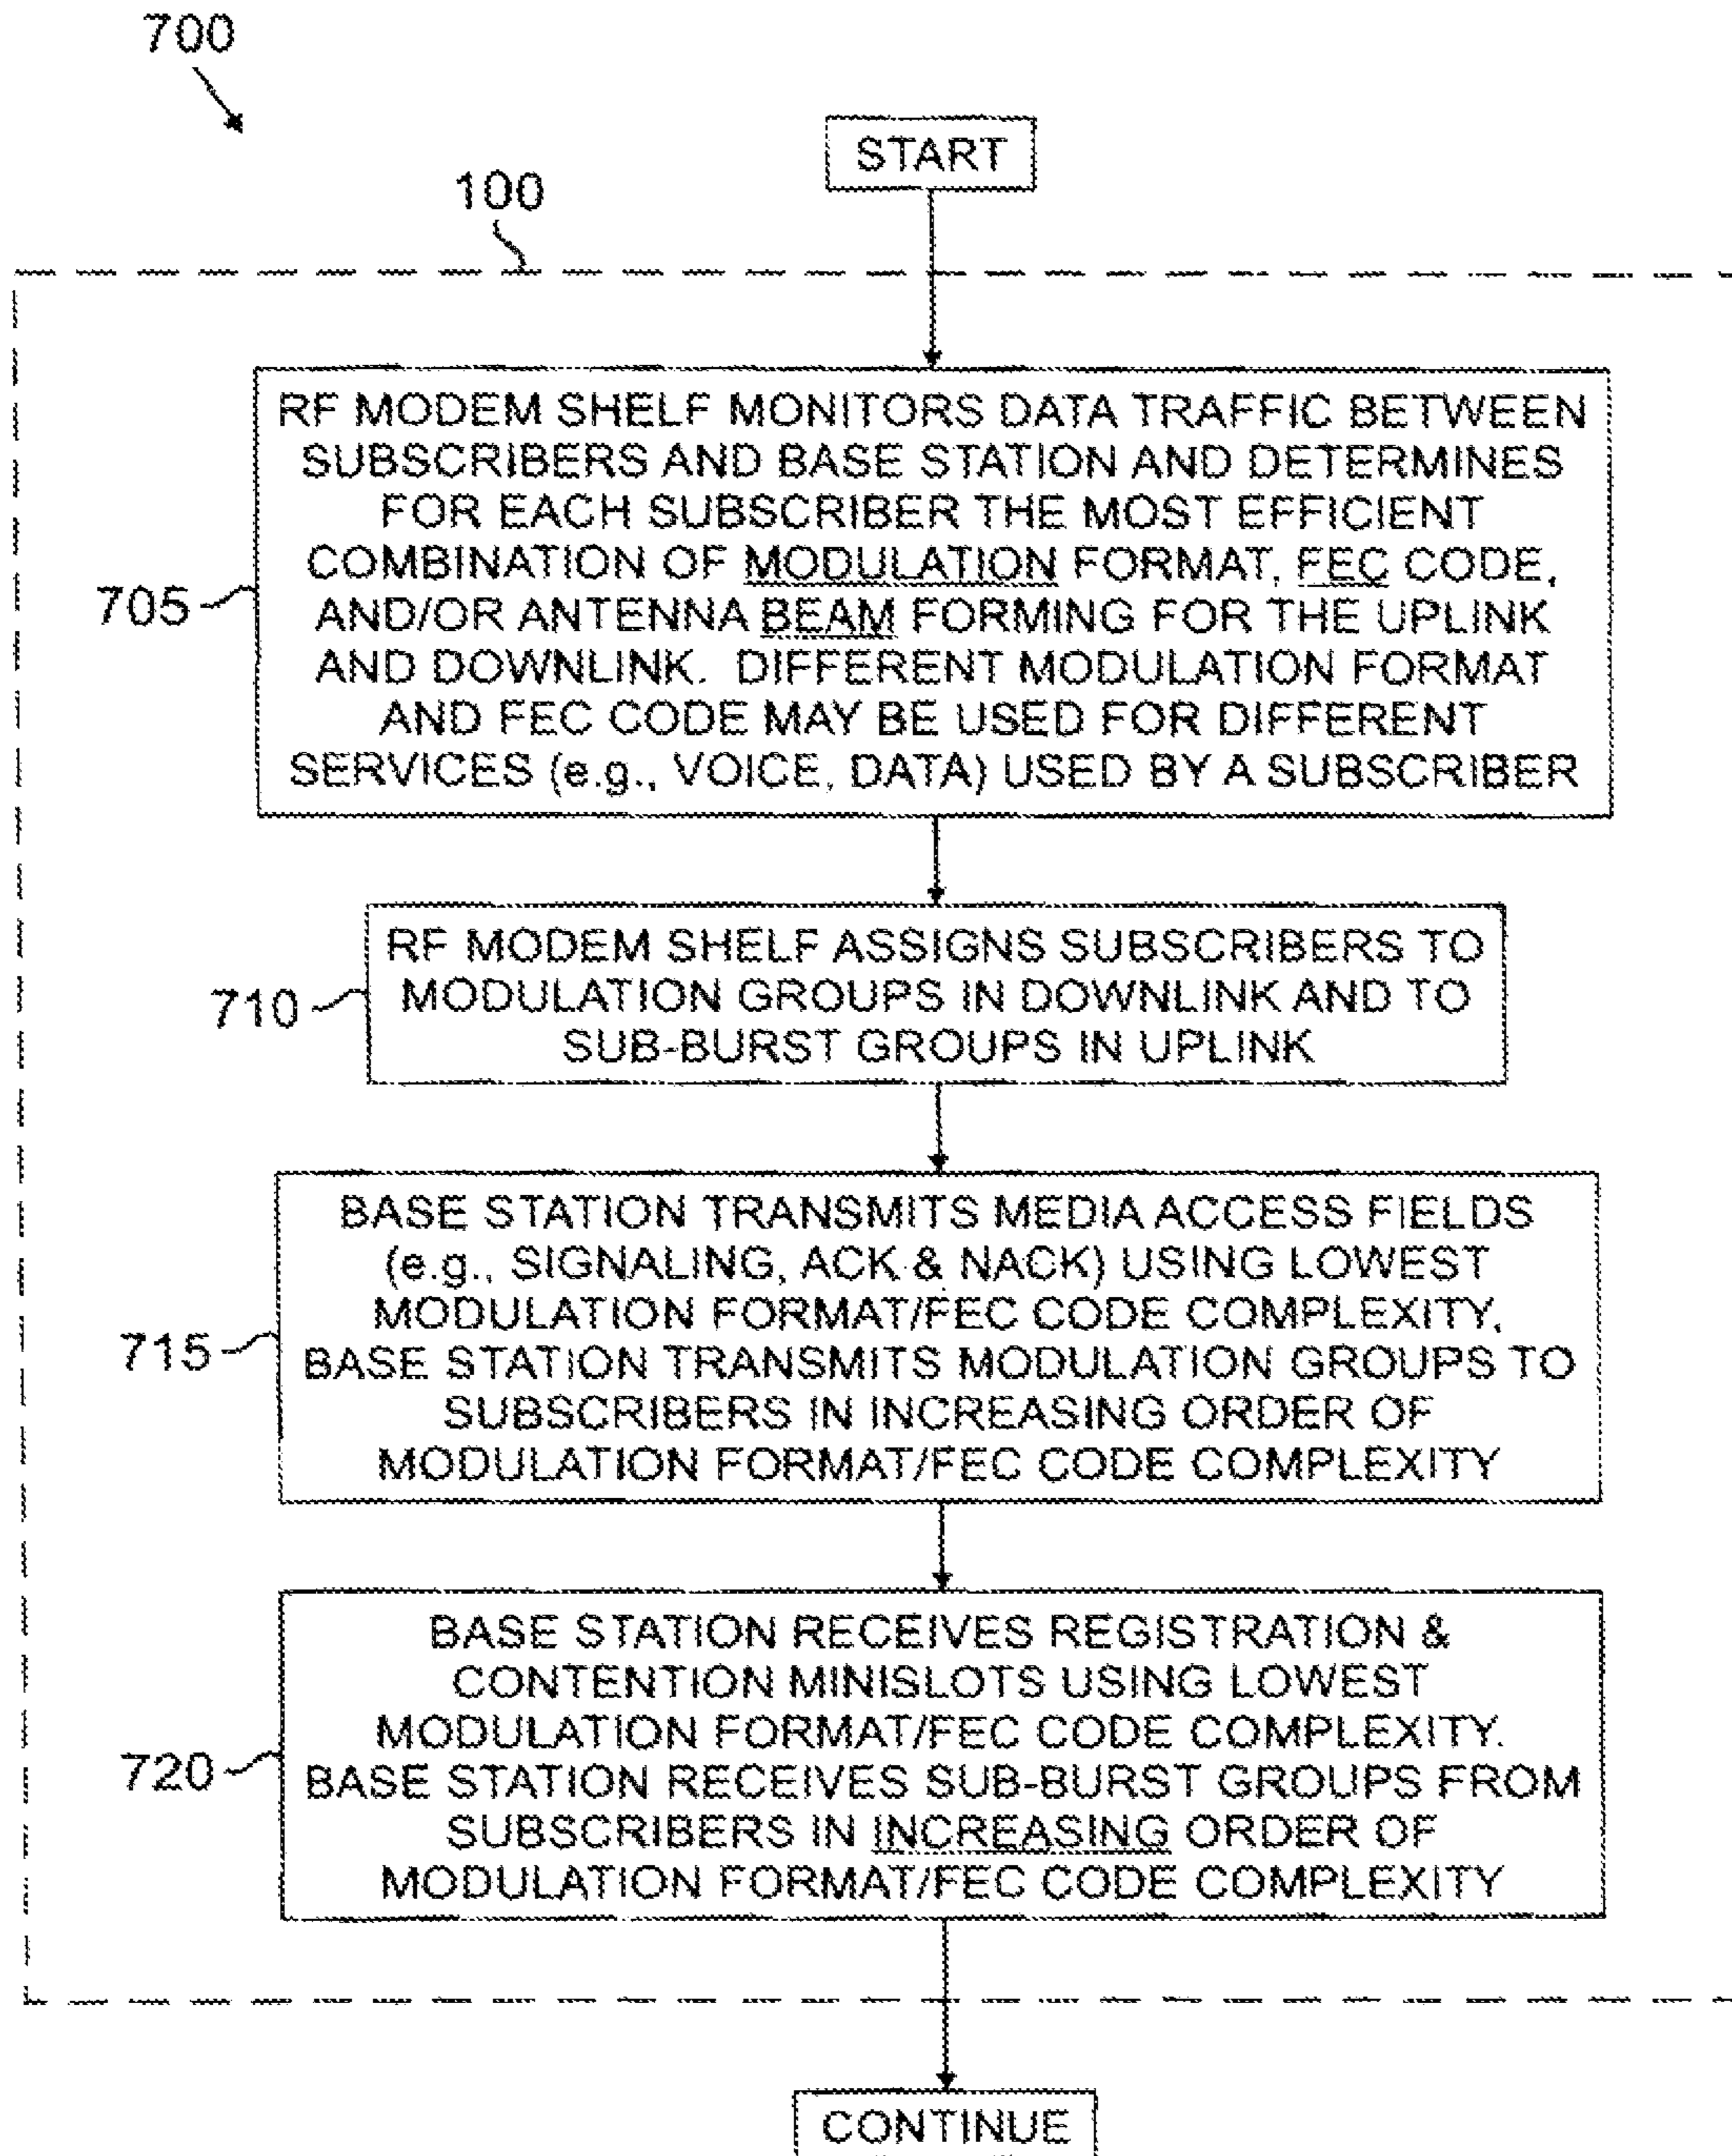 700
START
100
RF MODEM SHELF MONITORS DATA TRAFFIC BETWEEN
SUBSCRIBERS AND BASE STATION AND DETERMINES
FOR EACH SUBSCRIBER THE MOST EFFICIENT
COMBINATION OF MODULATION FORMAT, FEC CODE,
AND/OR ANTENNA BEAM FORMING FOR THE UPLINK
AND DOWNLINK. DIFFERENT MODULATION FORMAT
AND FEC CODE MAY BE USED FOR DIFFERENT
SERVICES (e.g., VOICE, DATA) USED BY A SUBSCRIBER
705
RF MODEM SHELF ASSIGNS SUBSCRIBERS TO
MODULATION GROUPS IN DOWNLINK AND TO
SUB-BURST GROUPS IN UPLINK
710
BASE STATION TRANSMITS MEDIA ACCESS FIELDS
(e.g., SIGNALING, ACK & NACK) USING LOWEST
MODULATION FORMAT/FEC CODE COMPLEXITY.
BASE STATION TRANSMITS MODULATION GROUPS TO
SUBSCRIBERS IN INCREASING ORDER OF
MODULATION FORMAT/FEC CODE COMPLEXITY
715
BASE STATION RECEIVES REGISTRATION &
CONTENTION MINISLOTS USING LOWEST
MODULATION FORMAT/FEC CODE COMPLEXITY.
BASE STATION RECEIVES SUB-BURST GROUPS FROM
SUBSCRIBERS IN INCREASING ORDER OF
MODULATION FORMAT/FEC CODE COMPLEXITY
720
CONTINUE